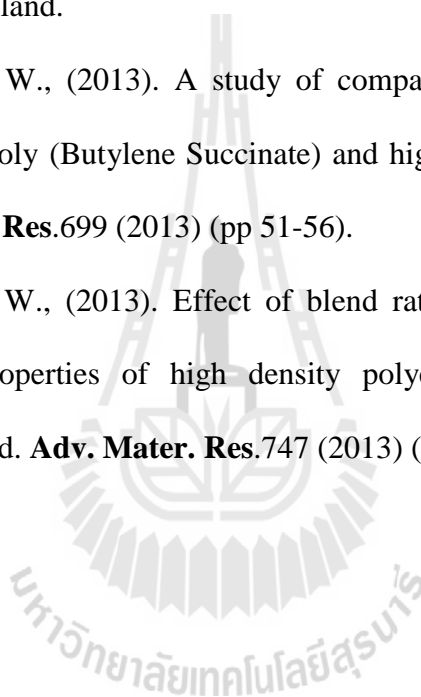 land.
W., (2013). A study of compa
oly (Butylene Succinate) and hig
Res.699 (2013) (pp 51-56).
W., (2013). Effect of blend rat
operties of high density poly
d. Adv. Mater. Res.747 (2013) (
มหาวิทยาลัยเทคโนโลยีสุรนารี